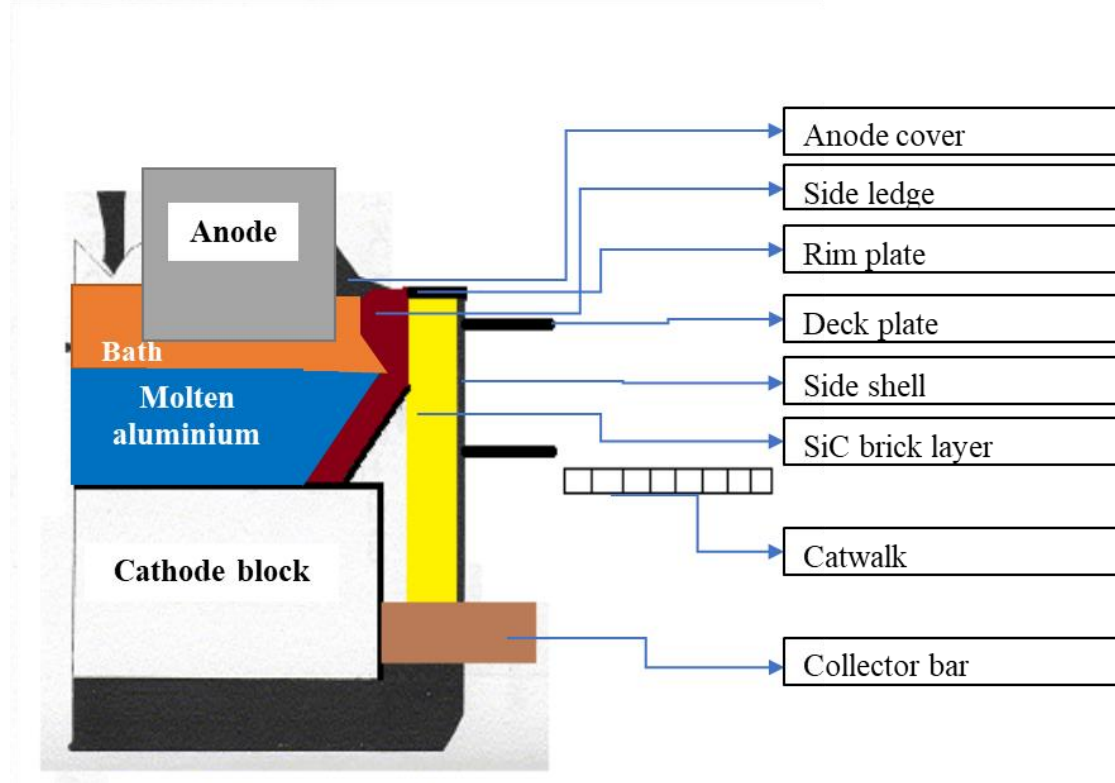 Anode cover
Side ledge
Anode
Rim plate
Deck plate
Bath
Side shell
Molten
aluminium
SiC brick layer
Catwalk
Cathode block
Collector bar